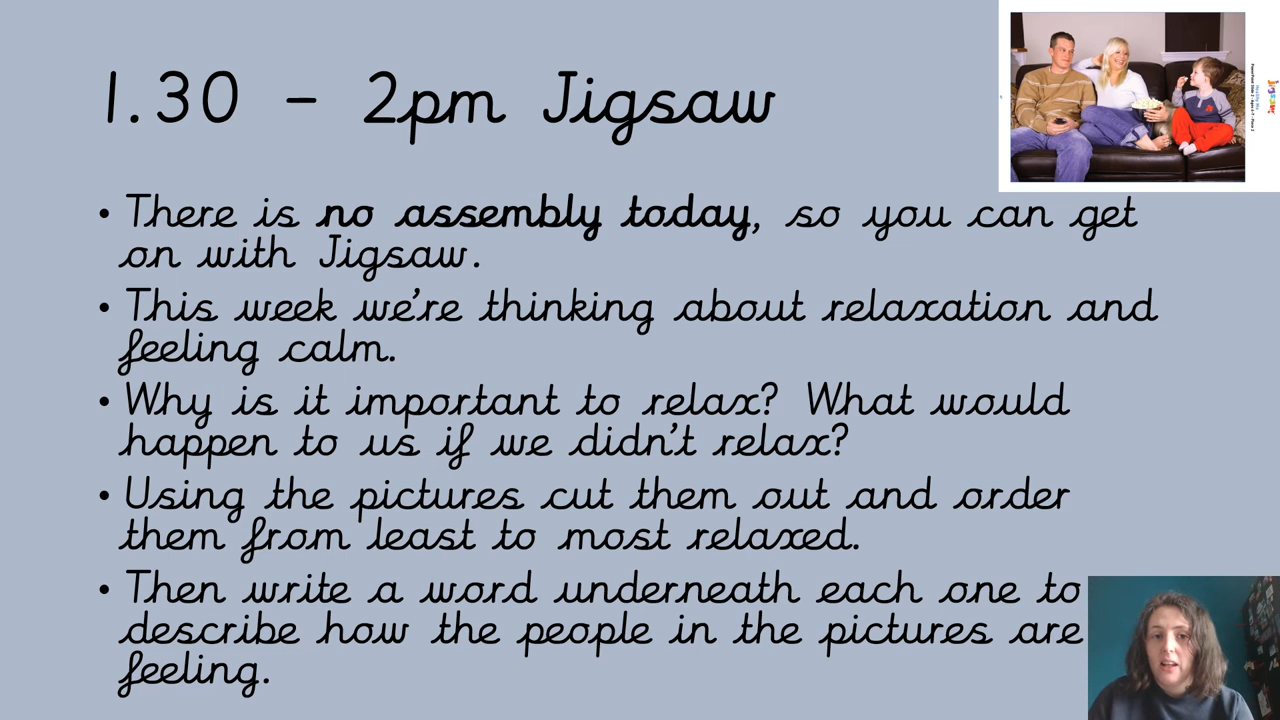 1.30 - 2pm Jigsaw
• There is no assembly today, so you can get
on with Jigsaw.
• This week we're thinking about relaxation and
feeling calm.
• Why is it important to relax? What would
happen to us if we didn't relax?
• Using the pictures cut them out and order
them from least to most relaxed.
• Then write a word underneath each one to
describe how the people in the pictures are
feeling.
Jigsaw